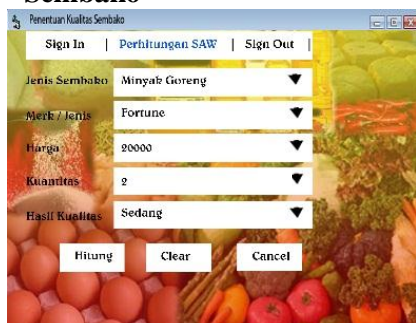 Sembako
Penentuan Kualitas Sembako
Sign In | Perhitungan SAW | Sign Out |
Jenis Sembako Minyak Goreng
Merk / Jenis Fortune
Harga 20000
Kuantitas 2
Hasil Kualitas Sedang
Hitung Clear Cancel